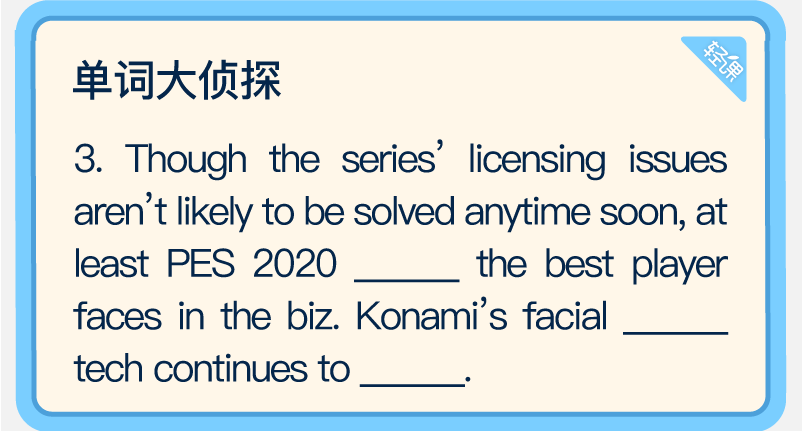 轻课
单词大侦探
3. Though the series’ licensing issues
aren’t likely to be solved anytime soon, at
least PES 2020 ______ the best player
faces in the biz. Konami’s facial ______
tech continues to ______.